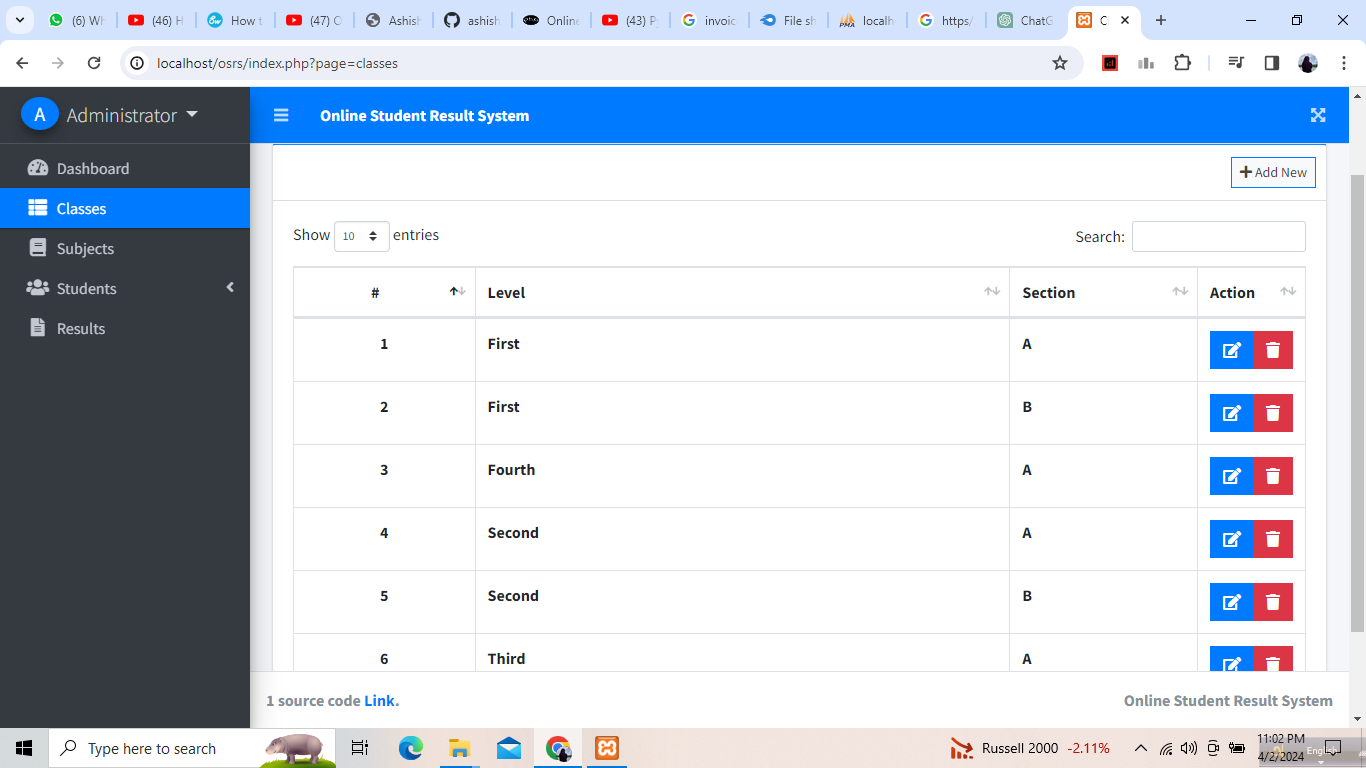 (6) Wh
(46) H
How t
(47) O
Ashish
ashish
Online
(43) P
invoic
File sh
localh
https:/
ChatG
localhost/osrs/index.php?page=classes
A Administrator
Online Student Result System
Dashboard
Classes
Subjects
Students
Results
Add New
Show 10 entries
Search:
# Level Section Action
1 First A
2 First B
3 Fourth A
4 Second A
5 Second B
6 Third A
1 source code Link.
Online Student Result System
Type here to search
Russell 2000 -2.11%
11:02 PM
4/2/2024
English